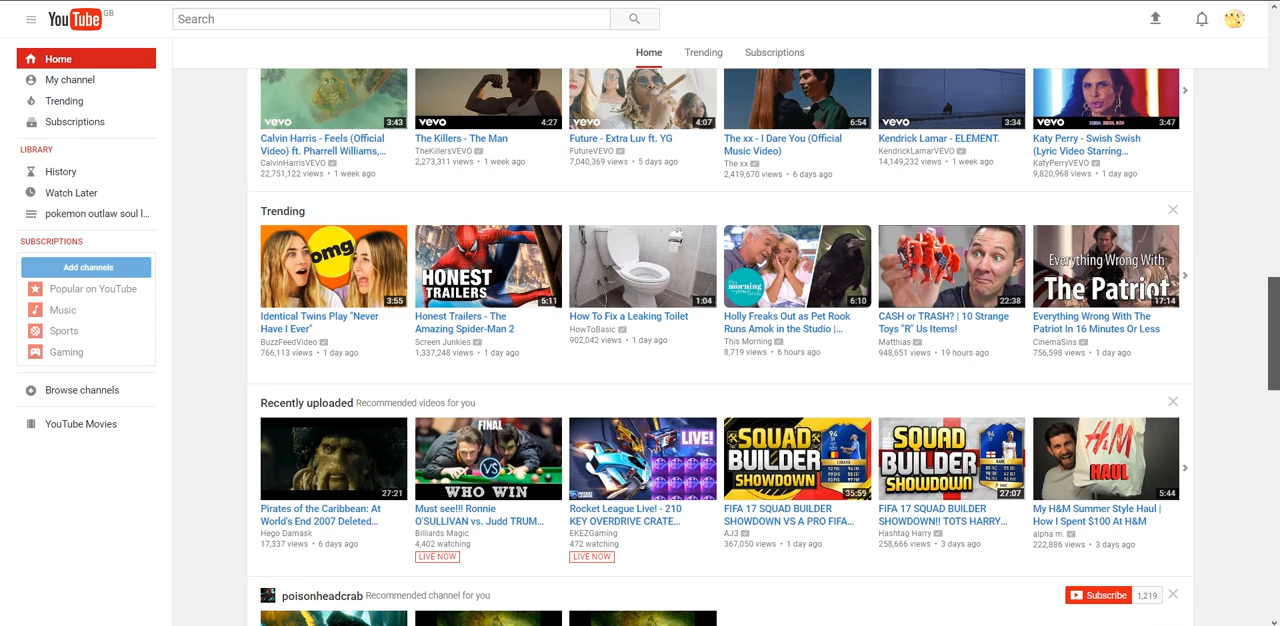 YouTube GB
Search
Home Trending Subscriptions
Home
My channel
Trending
Subscriptions
LIBRARY
History
Watch Later
pokemon outlaw soul l...
SUBSCRIPTIONS
Add channels
Popular on YouTube
Music
Sports
Gaming
Browse channels
YouTube Movies
vevo 3:43
vevo 4:27
vevo 4:07
6:54
vevo 3:34
vevo 3:47
Calvin Harris - Feels (Official
Video) ft. Pharrell Williams,...
CalvinHarrisVEVO
22,751,122 views • 1 week ago
The Killers - The Man
TheKillersVEVO
2,273,311 views • 1 week ago
Future - Extra Luv ft. YG
FutureVEVO
7,040,369 views • 5 days ago
The xx - I Dare You (Official
Music Video)
The xx
2,419,670 views • 6 days ago
Kendrick Lamar - ELEMENT.
KendrickLamarVEVO
14,149,232 views • 1 week ago
Katy Perry - Swish Swish
(Lyric Video Starring...
KatyPerryVEVO
9,820,968 views • 1 day ago
Trending
omg
3:55
Identical Twins Play "Never
Have I Ever"
BuzzFeedVideo
766,113 views • 1 day ago
HONEST
TRAILERS
5:11
Honest Trailers - The
Amazing Spider-Man 2
Screen Junkies
1,337,248 views • 1 day ago
1:04
How To Fix a Leaking Toilet
HowToBasic
902,042 views • 1 day ago
morning
6:10
Holly Freaks Out as Pet Rook
Runs Amok in the Studio |...
This Morning
8,719 views • 6 hours ago
22:38
CASH or TRASH? | 10 Strange
Toys "R" Us Items!
Matthias
948,651 views • 19 hours ago
Everything Wrong With
The Patriot
17:14
Everything Wrong With The
Patriot In 16 Minutes Or Less
CinemaSins
756,598 views • 1 day ago
Recently uploaded Recommended videos for you
27:21
Pirates of the Caribbean: At
World's End 2007 Deleted...
Hego Damask
17,337 views • 6 days ago
FINAL
VS
WHO WIN
Must see!!! Ronnie
O'SULLIVAN vs. Judd TRUM...
Billiards Magic
4,402 watching
LIVE NOW
LIVE!
Rocket League Live! - 210
KEY OVERDRIVE CRATE...
EKEZGaming
472 watching
LIVE NOW
SQUAD
BUILDER
SHOWDOWN
94
35:59
FIFA 17 SQUAD BUILDER
SHOWDOWN VS A PRO FIFA...
AJ3
367,050 views • 1 day ago
SQUAD
BUILDER
SHOWDOWN
94
27:07
FIFA 17 SQUAD BUILDER
SHOWDOWN!! TOTS HARRY...
Hashtag Harry
258,666 views • 3 days ago
H&M
HAUL
5:44
My H&M Summer Style Haul |
How I Spent $100 At H&M
alpha m.
222,886 views • 3 days ago
poisonheadcrab Recommended channel for you
Subscribe 1,219